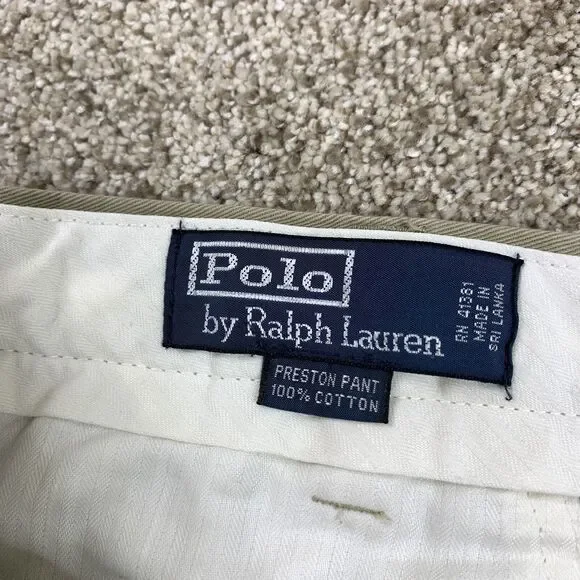 Polo
by Ralph Lauren
RN 41381
MADE IN
SRI LANKA
PRESTON PANT
100% COTTON